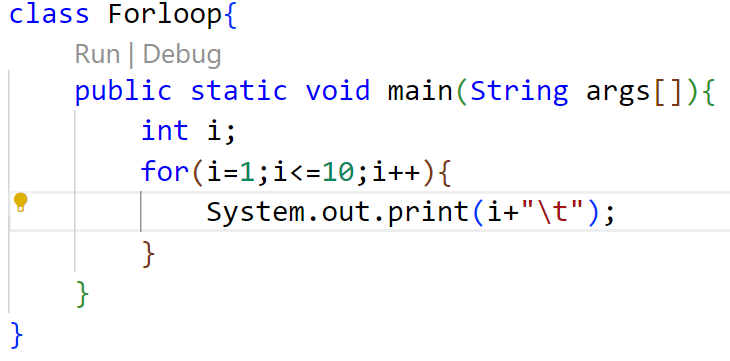 class Forloop{
Run | Debug
public static void main(String args[]){
int i;
for(i=1;i<=10;i++){
System.out.print(i+"\t");
}
}
}